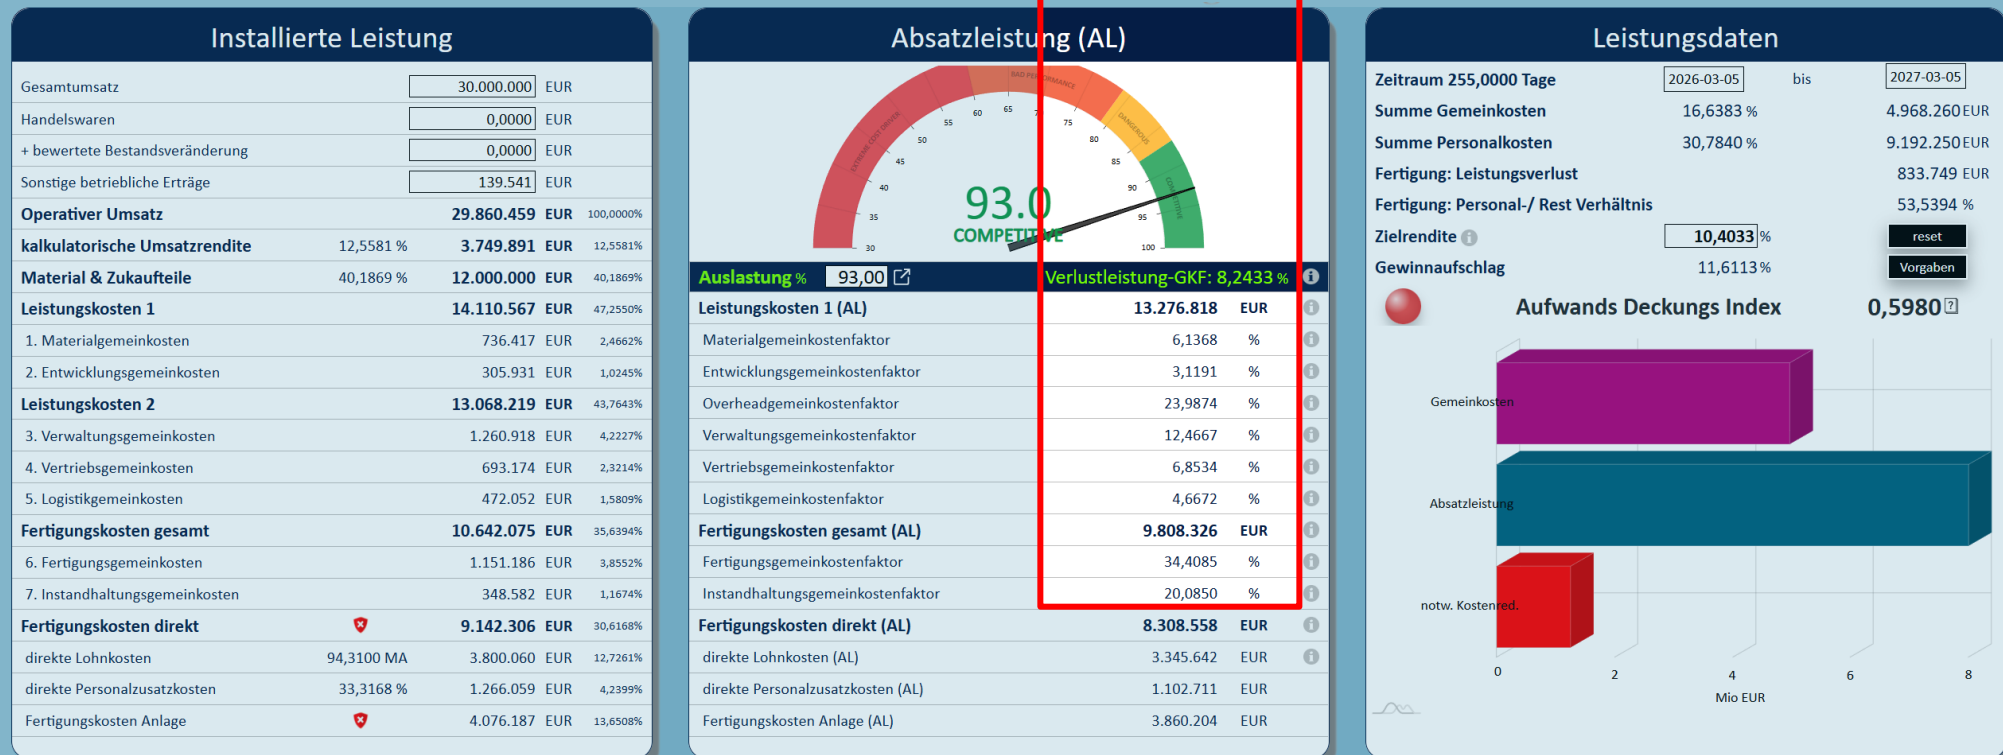 Installierte Leistung
Gesamtumsatz 30.000.000 EUR
Handelswaren 0,0000 EUR
+ bewertete Bestandsveränderung 0,0000 EUR
Sonstige betriebliche Erträge 139.541 EUR
Operativer Umsatz 29.860.459 EUR 100,0000%
kalkulatorische Umsatzrendite 12,5581 % 3.749.891 EUR 12,5581%
Material & Zukaufteile 40,1869 % 12.000.000 EUR 40,1869%
Leistungskosten 1 14.110.567 EUR 47,2550%
1. Materialgemeinkosten 736.417 EUR 2,4662%
2. Entwicklungsgemeinkosten 305.931 EUR 1,0245%
Leistungskosten 2 13.068.219 EUR 43,7643%
3. Verwaltungsgemeinkosten 1.260.918 EUR 4,2227%
4. Vertriebsgemeinkosten 693.174 EUR 2,3214%
5. Logistikgemeinkosten 472.052 EUR 1,5809%
Fertigungskosten gesamt 10.642.075 EUR 35,6394%
6. Fertigungsgemeinkosten 1.151.186 EUR 3,8552%
7. Instandhaltungsgemeinkosten 348.582 EUR 1,1674%
Fertigungskosten direkt 9.142.306 EUR 30,6168%
direkte Lohnkosten 94,3100 MA 3.800.060 EUR 12,7261%
direkte Personalzusatzkosten 33,3168 % 1.266.059 EUR 4,2399%
Fertigungskosten Anlage 4.076.187 EUR 13,6508%
Absatzleistung (AL)
EXTREME COST DRIVER
BAD PERFORMANCE
DANGEROUS
COMPETITIVE
30
35
40
45
50
55
60
65
70
75
80
85
90
95
100
93.0
COMPETITIVE
Auslastung % 93,00 Verlustleistung-GKF: 8,2433 %
Leistungskosten 1 (AL) 13.276.818 EUR
Materialgemeinkostenfaktor 6,1368 %
Entwicklungsgemeinkostenfaktor 3,1191 %
Overheadgemeinkostenfaktor 23,9874 %
Verwaltungsgemeinkostenfaktor 12,4667 %
Vertriebsgemeinkostenfaktor 6,8534 %
Logistikgemeinkostenfaktor 4,6672 %
Fertigungskosten gesamt (AL) 9.808.326 EUR
Fertigungsgemeinkostenfaktor 34,4085 %
Instandhaltungsgemeinkostenfaktor 20,0850 %
Fertigungskosten direkt (AL) 8.308.558 EUR
direkte Lohnkosten (AL) 3.345.642 EUR
direkte Personalzusatzkosten (AL) 1.102.711 EUR
Fertigungskosten Anlage (AL) 3.860.204 EUR
Leistungsdaten
Zeitraum 255,0000 Tage 2026-03-05 bis 2027-03-05
Summe Gemeinkosten 16,6383 % 4.968.260 EUR
Summe Personalkosten 30,7840 % 9.192.250 EUR
Fertigung: Leistungsverlust 833.749 EUR
Fertigung: Personal-/ Rest Verhältnis 53,5394 %
Zielrendite 10,4033 % reset
Gewinnaufschlag 11,6113% Vorgaben
Aufwands Deckungs Index 0,5980
Gemeinkosten
Absatzleistung
notw. Kostenred.
0 2 4 6 8
Mio EUR